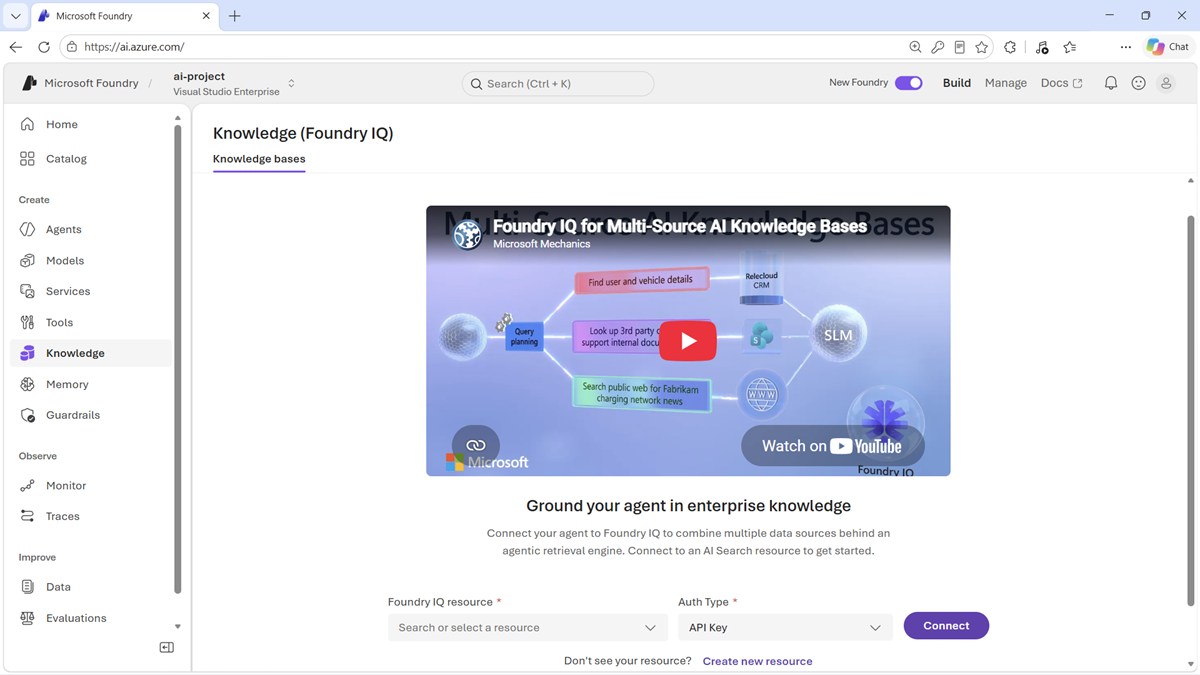 Microsoft Foundry
https://ai.azure.com/
Chat
Microsoft Foundry / ai-project
Visual Studio Enterprise
Search (Ctrl + K)
New Foundry
Build
Manage
Docs
Home
Catalog
Create
Agents
Models
Services
Tools
Knowledge
Memory
Guardrails
Observe
Monitor
Traces
Improve
Data
Evaluations
Knowledge (Foundry IQ)
Knowledge bases
Multi-Source AI Knowledge Bases
Foundry IQ for Multi-Source AI Knowledge Bases
Microsoft Mechanics
Find user and vehicle details
Relecloud
CRM
Query
planning
Look up 3rd party
support internal
S
SLM
Search public web for Fabrikam
charging network news
WWW
Watch on YouTube
Microsoft
Foundry IQ
Ground your agent in enterprise knowledge
Connect your agent to Foundry IQ to combine multiple data sources behind an
agentic retrieval engine. Connect to an AI Search resource to get started.
Foundry IQ resource *
Search or select a resource
Auth Type *
API Key
Connect
Don't see your resource? Create new resource